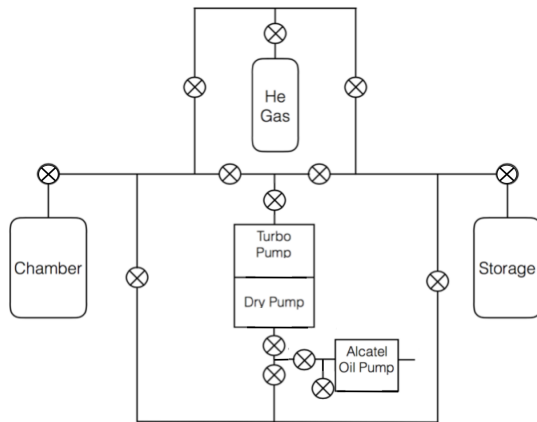 He
Gas
Chamber
Turbo
Pump
Dry Pump
Storage
Alcatel
Oil Pump